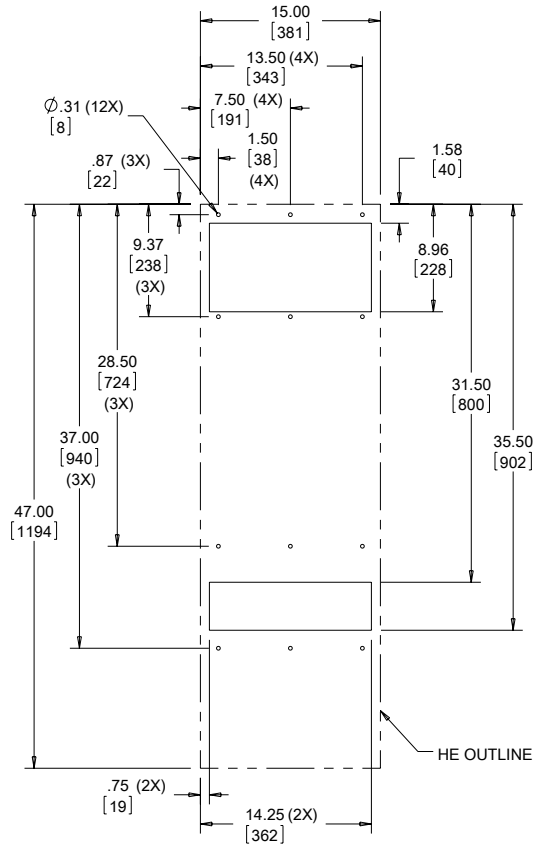 15.00
[381]
13.50 (4X)
[343]
7.50 (4X)
[191]
Ø.31 (12X)
[8]
1.50
[38]
(4X)
.87 (3X)
[22]
1.58
[40]
9.37
[238]
(3X)
8.96
[228]
28.50
[724]
(3X)
31.50
[800]
37.00
[940]
(3X)
35.50
[902]
47.00
[1194]
HE OUTLINE
.75 (2X)
[19]
14.25 (2X)
[362]